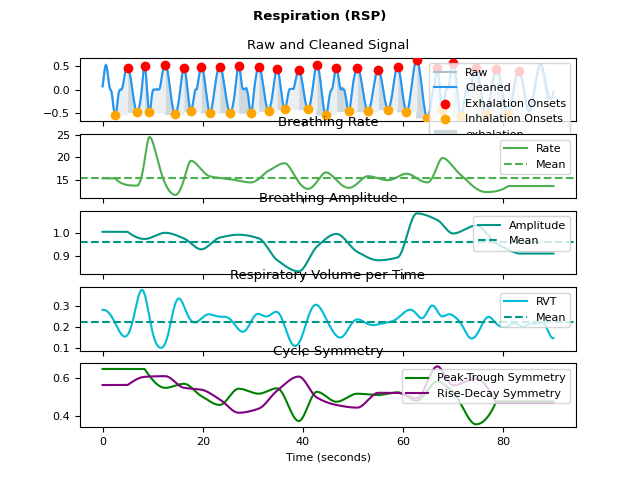 Respiration (RSP)
Raw and Cleaned Signal
0.5
0.0
−0.5
Raw
Cleaned
Exhalation Onsets
Inhalation Onsets
exhalation
Breathing Rate
25
20
15
Rate
Mean
Breathing Amplitude
1.0
0.9
Amplitude
Mean
Respiratory Volume per Time
0.3
0.2
0.1
RVT
Mean
Cycle Symmetry
0.6
0.4
Peak-Trough Symmetry
Rise-Decay Symmetry
0 20 40 60 80
Time (seconds)